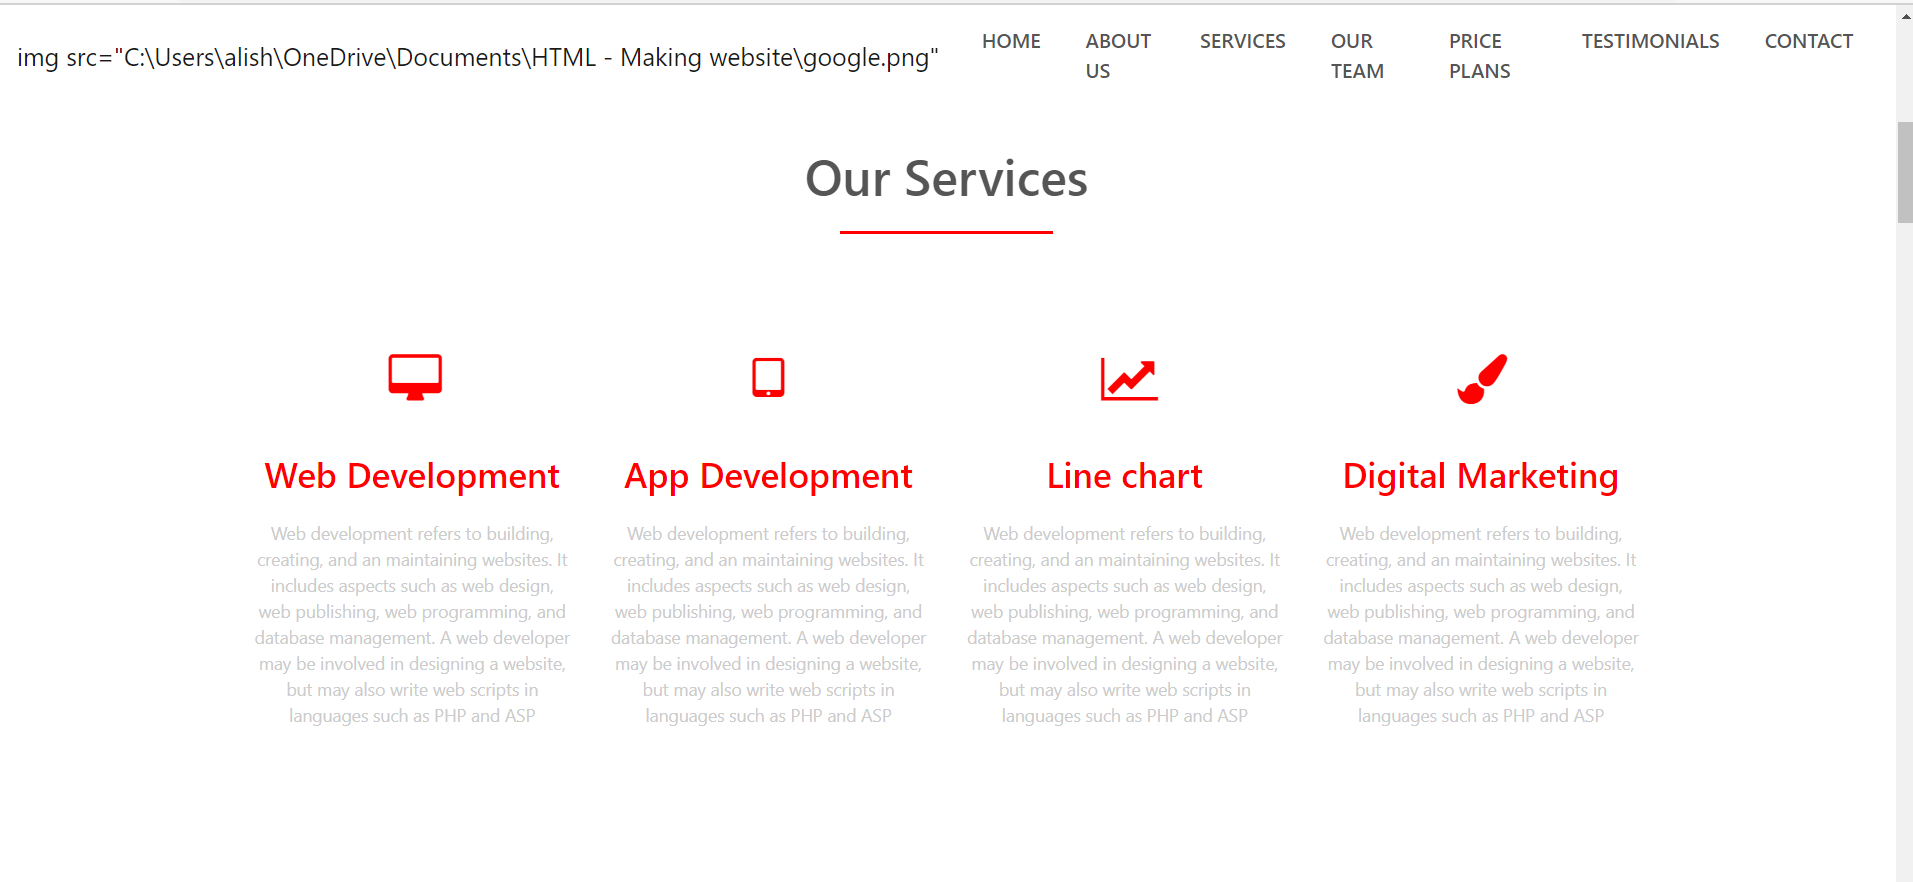 img src="C:\Users\alish\OneDrive\Documents\HTML - Making website\google.png"
HOME
ABOUT
US
SERVICES
OUR
TEAM
PRICE
PLANS
TESTIMONIALS
CONTACT
Our Services
Web Development
Web development refers to building,
creating, and an maintaining websites. It
includes aspects such as web design,
web publishing, web programming, and
database management. A web developer
may be involved in designing a website,
but may also write web scripts in
languages such as PHP and ASP
App Development
Web development refers to building,
creating, and an maintaining websites. It
includes aspects such as web design,
web publishing, web programming, and
database management. A web developer
may be involved in designing a website,
but may also write web scripts in
languages such as PHP and ASP
Line chart
Web development refers to building,
creating, and an maintaining websites. It
includes aspects such as web design,
web publishing, web programming, and
database management. A web developer
may be involved in designing a website,
but may also write web scripts in
languages such as PHP and ASP
Digital Marketing
Web development refers to building,
creating, and an maintaining websites. It
includes aspects such as web design,
web publishing, web programming, and
database management. A web developer
may be involved in designing a website,
but may also write web scripts in
languages such as PHP and ASP